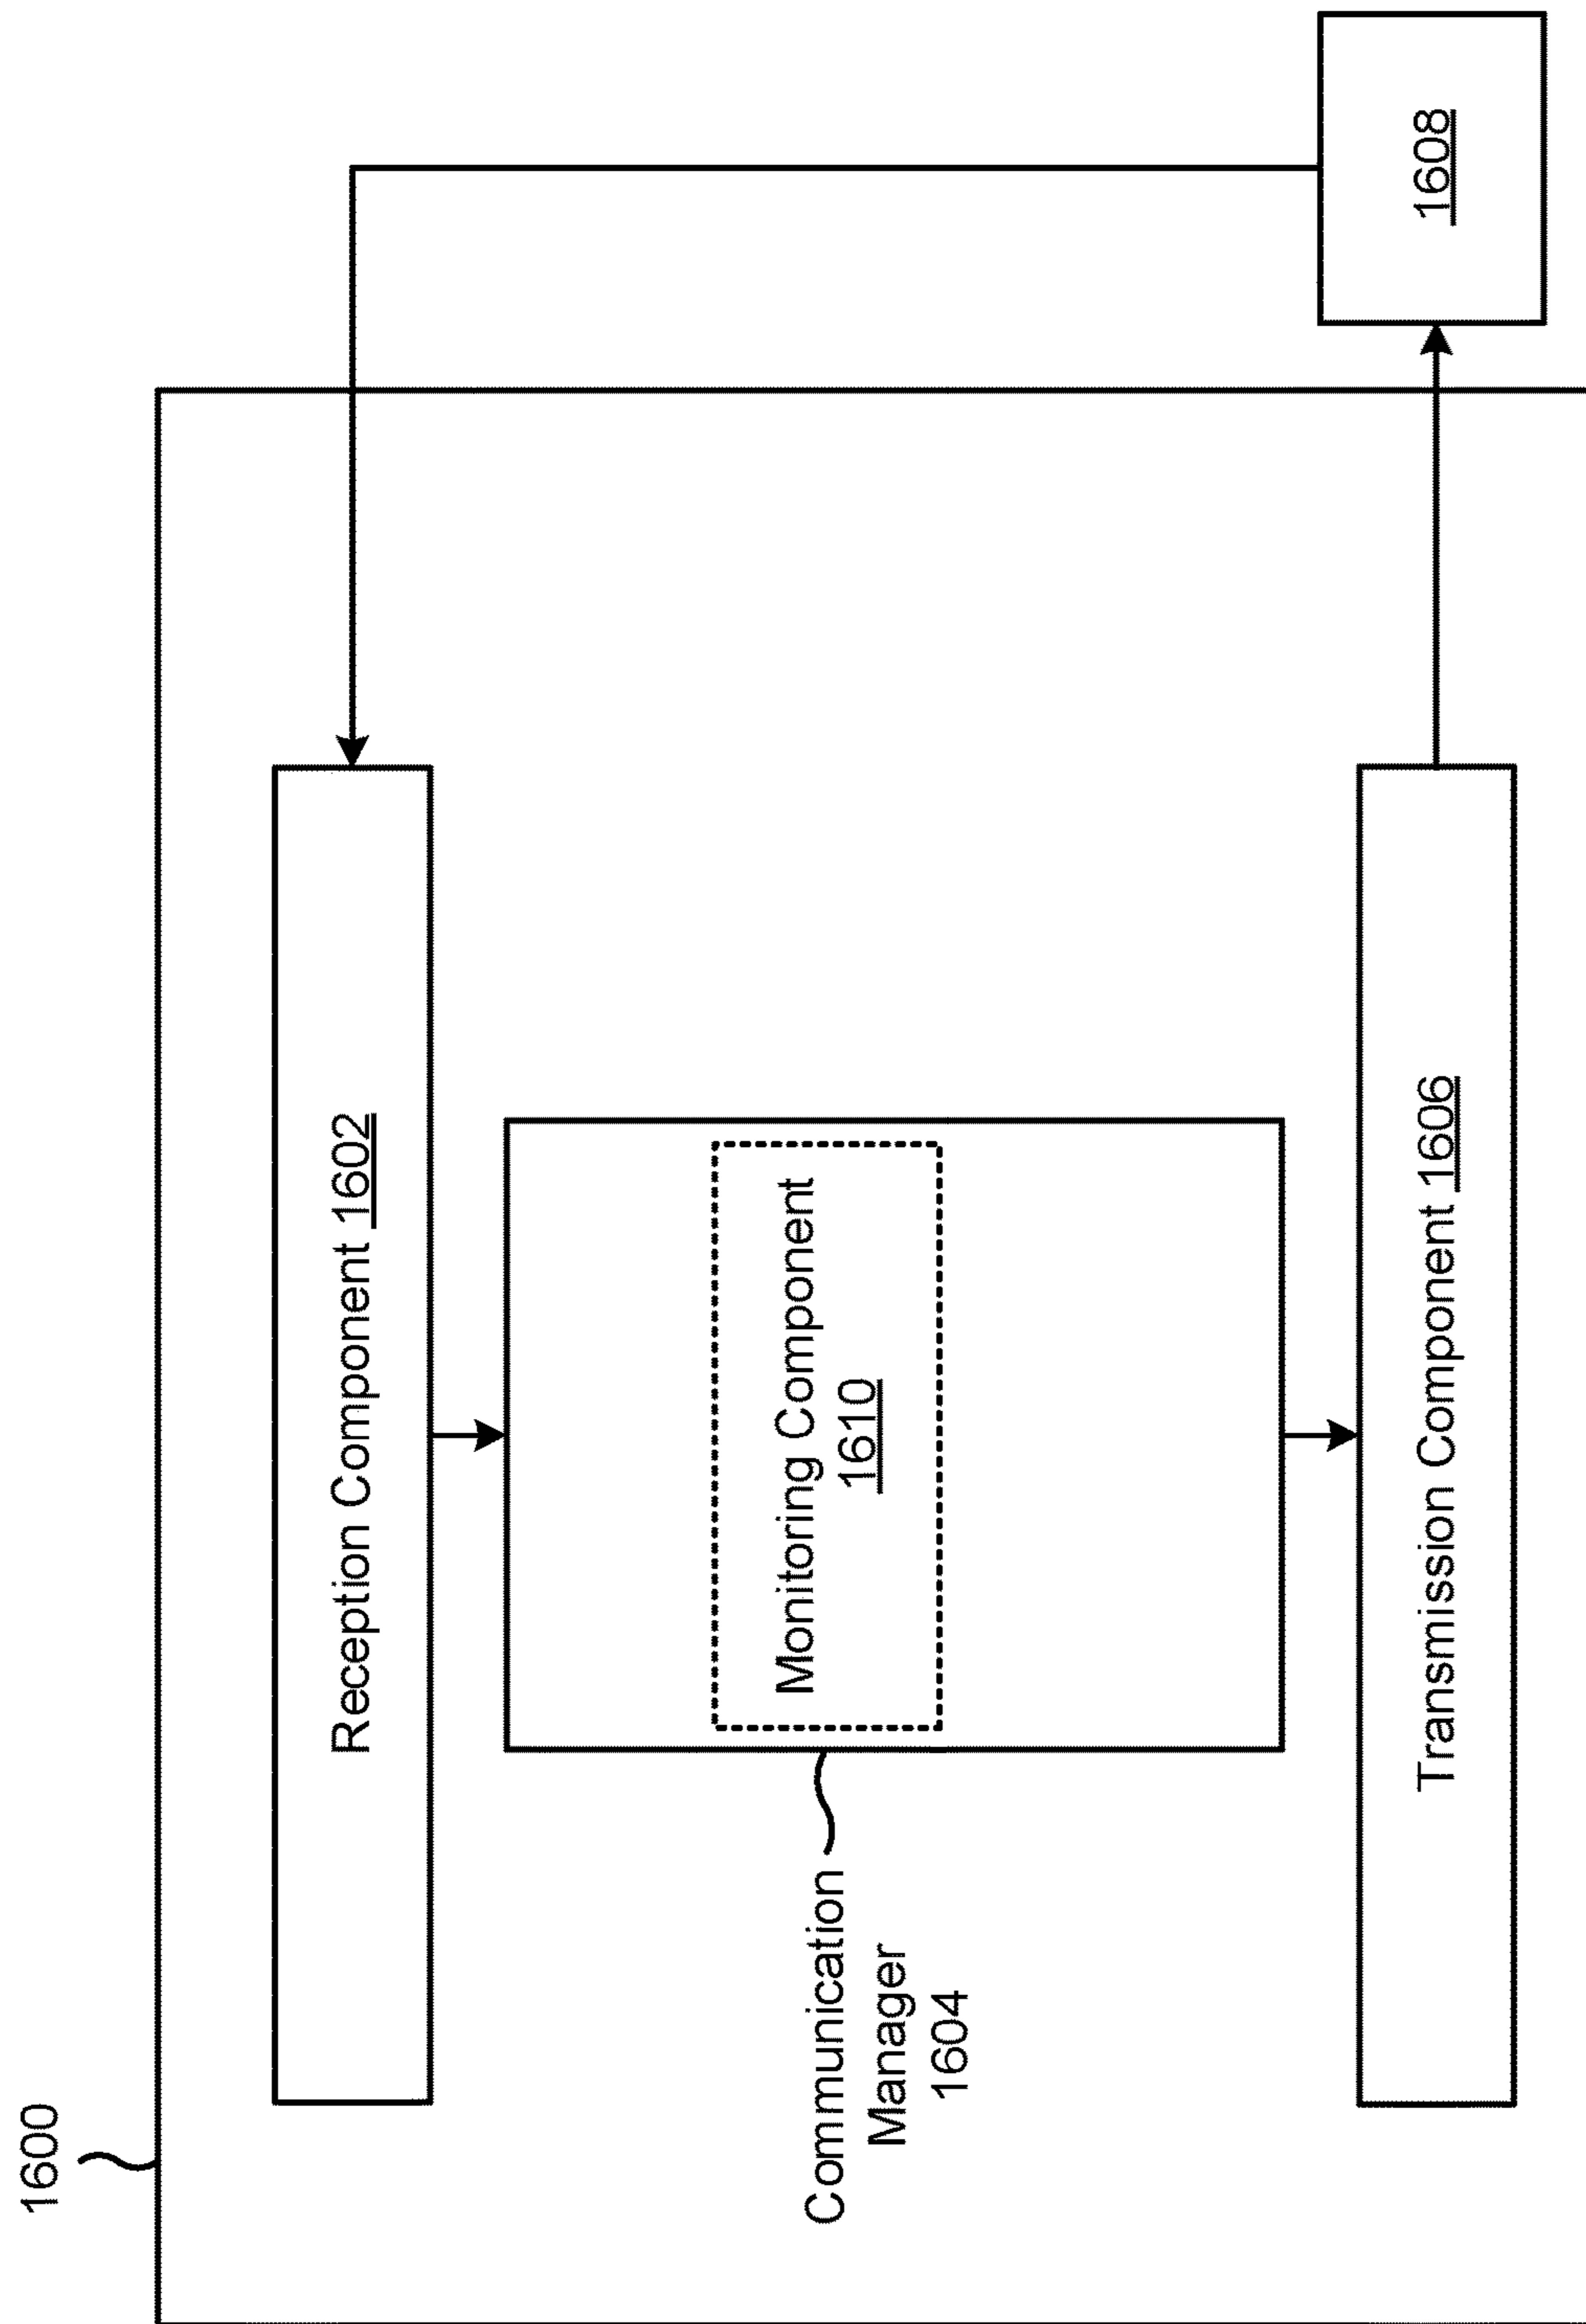 1600
Reception Component 1602
Communication
Manager
1604
Monitoring Component
1610
Transmission Component 1606
1608